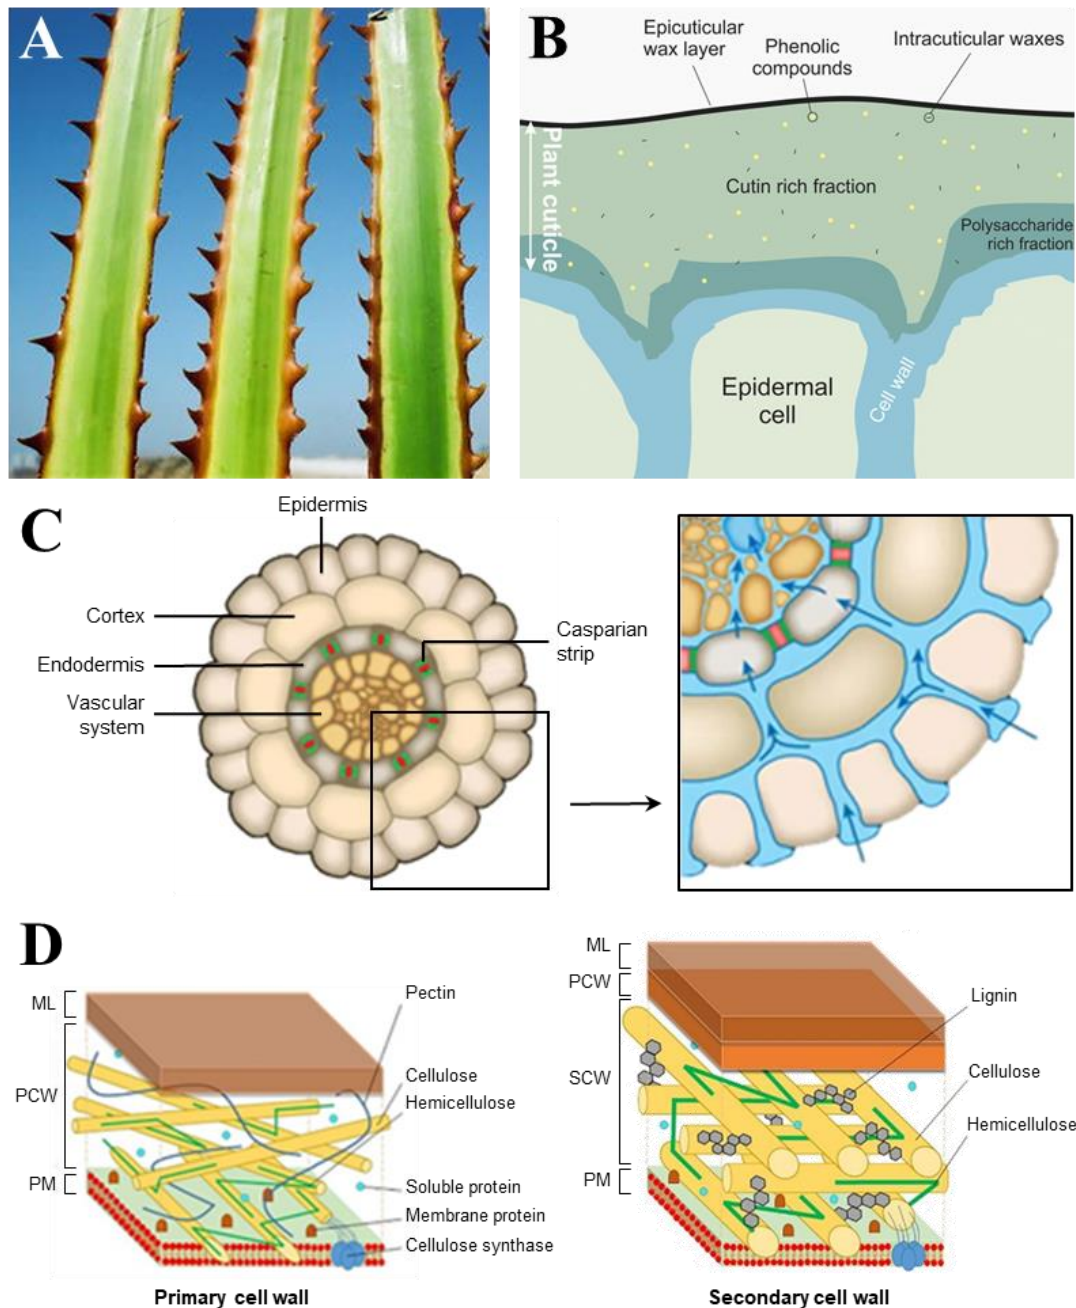 A
B
Epicuticular
wax layer
Phenolic
compounds
Intracuticular waxes
Plant cuticle
Cutin rich fraction
Polysaccharide
rich fraction
Epidermal
cell
Cell wall
C
Epidermis
Cortex
Endodermis
Vascular
system
Casparian
strip
D
ML
PCW
PM
Pectin
Cellulose
Hemicellulose
Soluble protein
Membrane protein
Cellulose synthase
Primary cell wall
ML
PCW
SCW
PM
Lignin
Cellulose
Hemicellulose
Secondary cell wall